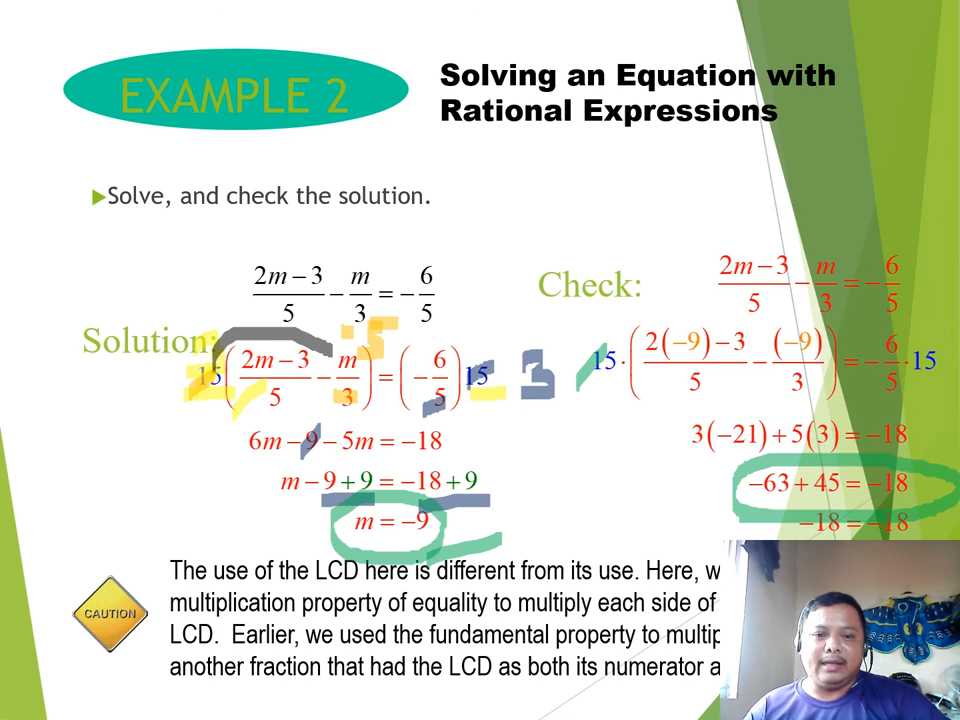 EXAMPLE 2
Solving an Equation with
Rational Expressions
Solve, and check the solution.
(2m − 3)/5 − m/3 = −6/5
Solution:
15((2m − 3)/5 − m/3) = (−6/5)15
6m − 9 − 5m = −18
m − 9 + 9 = −18 + 9
m = −9
Check:
(2m − 3)/5 − m/3 = −6/5
15 · ((2(−9) − 3)/5 − (−9)/3) = −6/5 · 15
3(−21) + 5(3) = −18
−63 + 45 = −18
−18 = −18
CAUTION
The use of the LCD here is different from its use. Here, w
multiplication property of equality to multiply each side of
LCD. Earlier, we used the fundamental property to multip
another fraction that had the LCD as both its numerator a